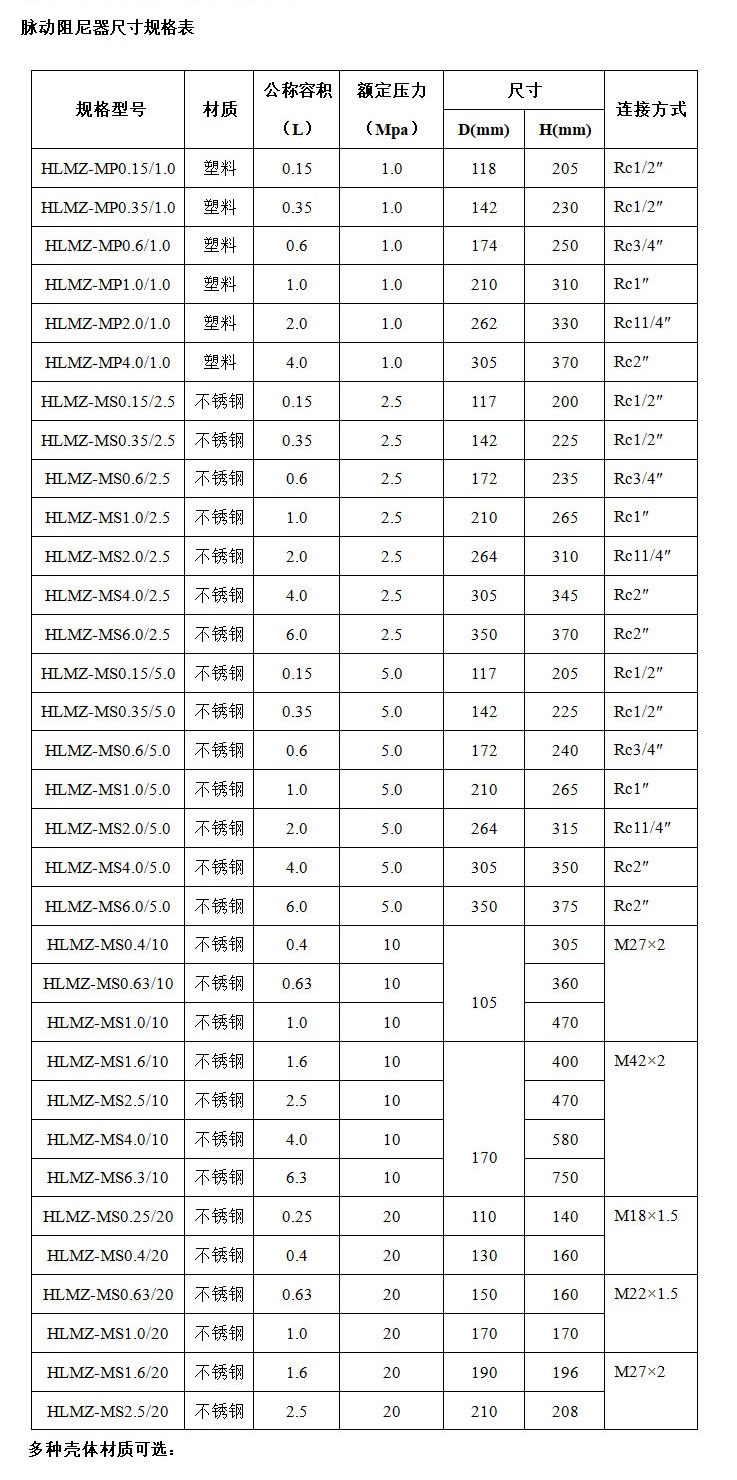 脉动阻尼器尺寸规格表
规格型号 材质 公称容积（L） 额定压力（Mpa） 尺寸 连接方式
D(mm) H(mm)
HLMZ-MP0.15/1.0 塑料 0.15 1.0 118 205 Rc1/2″
HLMZ-MP0.35/1.0 塑料 0.35 1.0 142 230 Rc1/2″
HLMZ-MP0.6/1.0 塑料 0.6 1.0 174 250 Rc3/4″
HLMZ-MP1.0/1.0 塑料 1.0 1.0 210 310 Rc1″
HLMZ-MP2.0/1.0 塑料 2.0 1.0 262 330 Rc11/4″
HLMZ-MP4.0/1.0 塑料 4.0 1.0 305 370 Rc2″
HLMZ-MS0.15/2.5 不锈钢 0.15 2.5 117 200 Rc1/2″
HLMZ-MS0.35/2.5 不锈钢 0.35 2.5 142 225 Rc1/2″
HLMZ-MS0.6/2.5 不锈钢 0.6 2.5 172 235 Rc3/4″
HLMZ-MS1.0/2.5 不锈钢 1.0 2.5 210 265 Rc1″
HLMZ-MS2.0/2.5 不锈钢 2.0 2.5 264 310 Rc11/4″
HLMZ-MS4.0/2.5 不锈钢 4.0 2.5 305 345 Rc2″
HLMZ-MS6.0/2.5 不锈钢 6.0 2.5 350 370 Rc2″
HLMZ-MS0.15/5.0 不锈钢 0.15 5.0 117 205 Rc1/2″
HLMZ-MS0.35/5.0 不锈钢 0.35 5.0 142 225 Rc1/2″
HLMZ-MS0.6/5.0 不锈钢 0.6 5.0 172 240 Rc3/4″
HLMZ-MS1.0/5.0 不锈钢 1.0 5.0 210 265 Rc1″
HLMZ-MS2.0/5.0 不锈钢 2.0 5.0 264 315 Rc11/4″
HLMZ-MS4.0/5.0 不锈钢 4.0 5.0 305 350 Rc2″
HLMZ-MS6.0/5.0 不锈钢 6.0 5.0 350 375 Rc2″
HLMZ-MS0.4/10 不锈钢 0.4 10 305 M27×2
HLMZ-MS0.63/10 不锈钢 0.63 10 105 360
HLMZ-MS1.0/10 不锈钢 1.0 10 470
HLMZ-MS1.6/10 不锈钢 1.6 10 400 M42×2
HLMZ-MS2.5/10 不锈钢 2.5 10 470
HLMZ-MS4.0/10 不锈钢 4.0 10 170 580
HLMZ-MS6.3/10 不锈钢 6.3 10 750
HLMZ-MS0.25/20 不锈钢 0.25 20 110 140 M18×1.5
HLMZ-MS0.4/20 不锈钢 0.4 20 130 160
HLMZ-MS0.63/20 不锈钢 0.63 20 150 160 M22×1.5
HLMZ-MS1.0/20 不锈钢 1.0 20 170 170
HLMZ-MS1.6/20 不锈钢 1.6 20 190 196 M27×2
HLMZ-MS2.5/20 不锈钢 2.5 20 210 208
多种壳体材质可选：